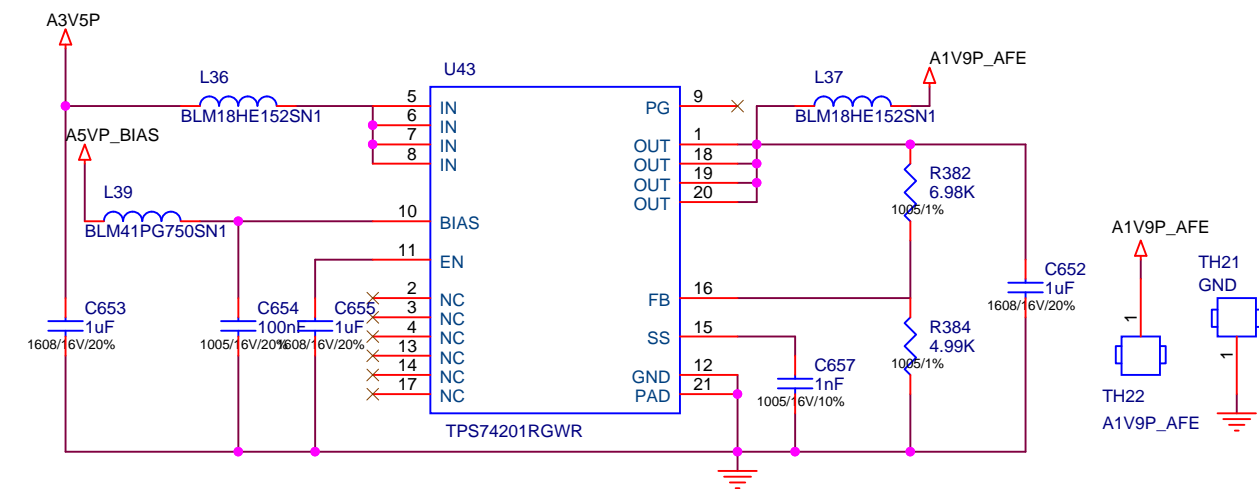 A3V5P
L36
BLM18HE152SN1
A5VP_BIAS
L39
BLM41PG750SN1
C653
1uF
1608/16V/20%
C654
100nF
1005/16V/20%
C655
1uF
1608/16V/20%
U43
5 IN
6 IN
7 IN
8 IN
10 BIAS
11 EN
2 NC
3 NC
4 NC
13 NC
14 NC
17 NC
PG 9
OUT 1
OUT 18
OUT 19
OUT 20
FB 16
SS 15
GND 12
PAD 21
TPS74201RGWR
L37
BLM18HE152SN1
A1V9P_AFE
R382
6.98K
1005/1%
R384
4.99K
1005/1%
C657
1nF
1005/16V/10%
C652
1uF
1608/16V/20%
A1V9P_AFE
1
TH22
A1V9P_AFE
TH21
GND
1